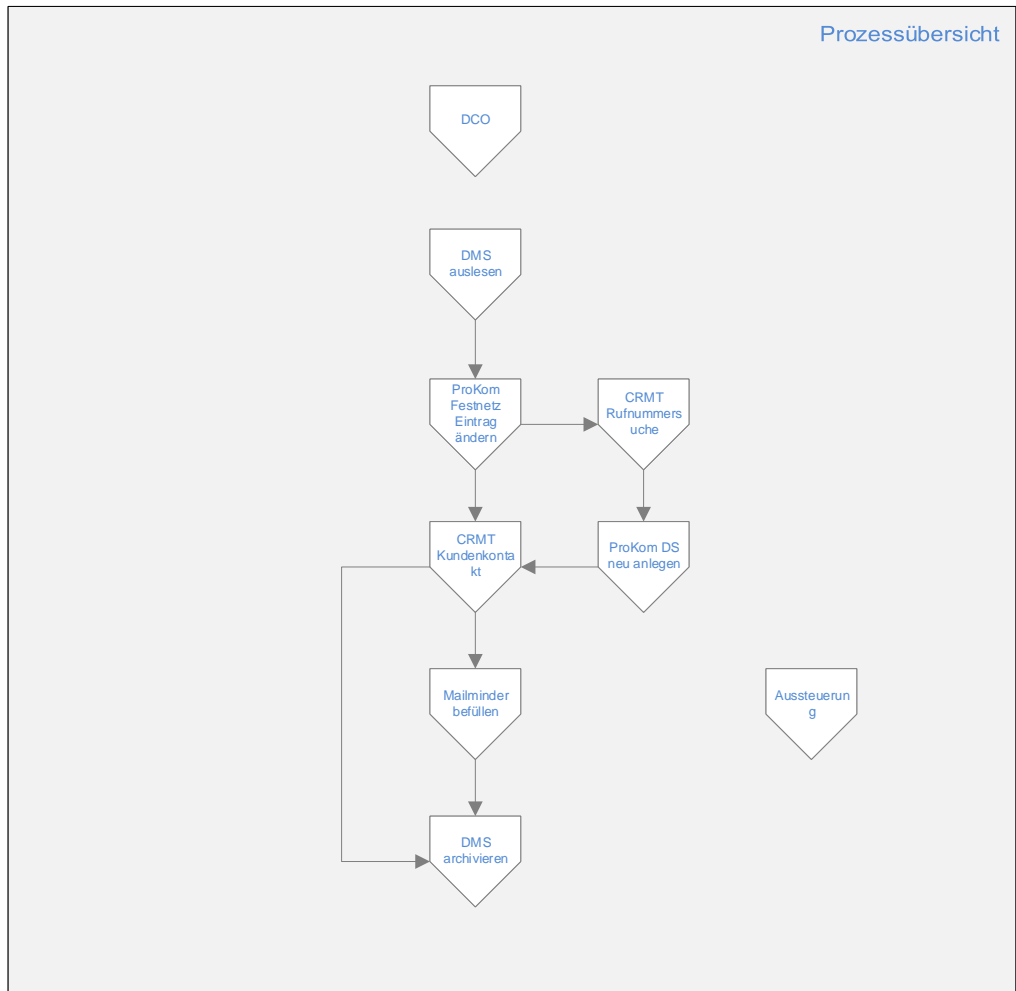 Prozessübersicht
DCO
DMS
auslesen
ProKom
Festnetz
Eintrag
ändern
CRMT
Rufnummers
uche
CRMT
Kundenkonta
kt
ProKom DS
neu anlegen
Mailminder
befüllen
Aussteuerun
g
DMS
archivieren